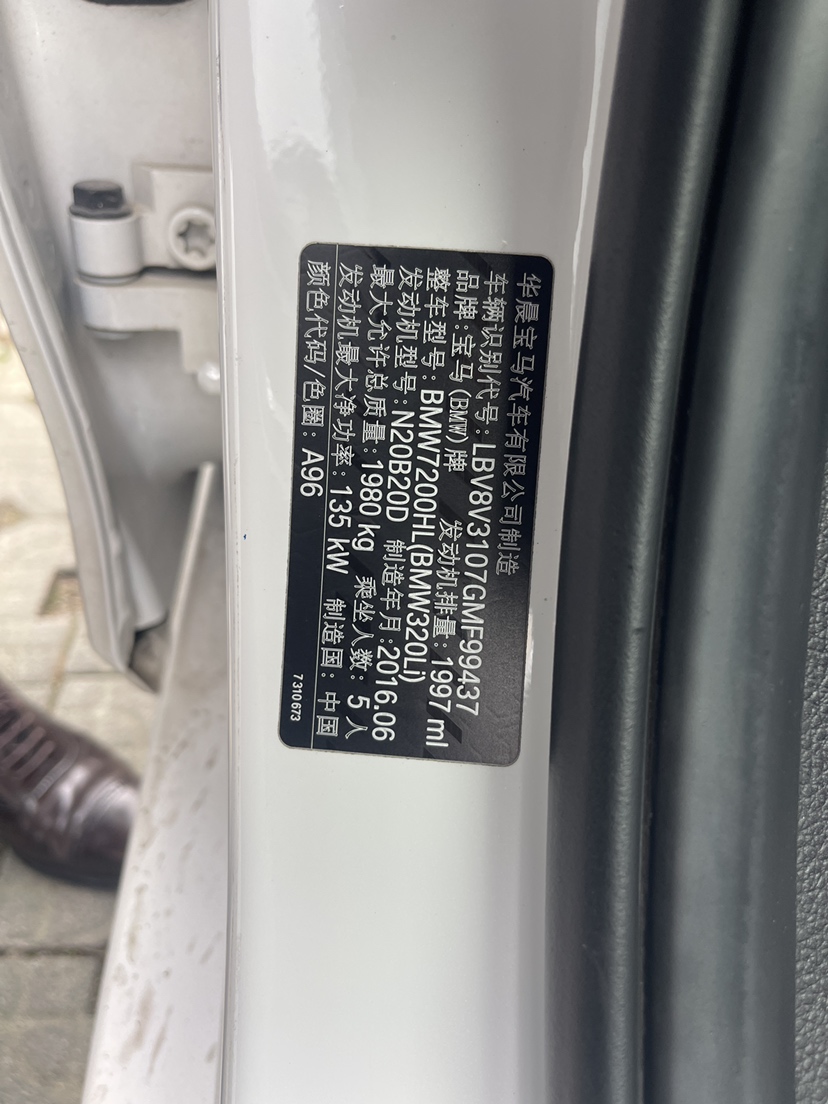 华晨宝马汽车有限公司制造
车辆识别代号:LBV8V3107GMF99437
品牌:宝马(BMW)牌 发动机排量:1997 ml
整车型号:BMW7200HL(BMW320Li)
发动机型号:N20B20D 制造年月:2016.06
最大允许总质量:1980 kg 乘坐人数:5 人
发动机最大净功率:135 kW 制造国:中国
颜色代码/色圈:A96 7 310 673